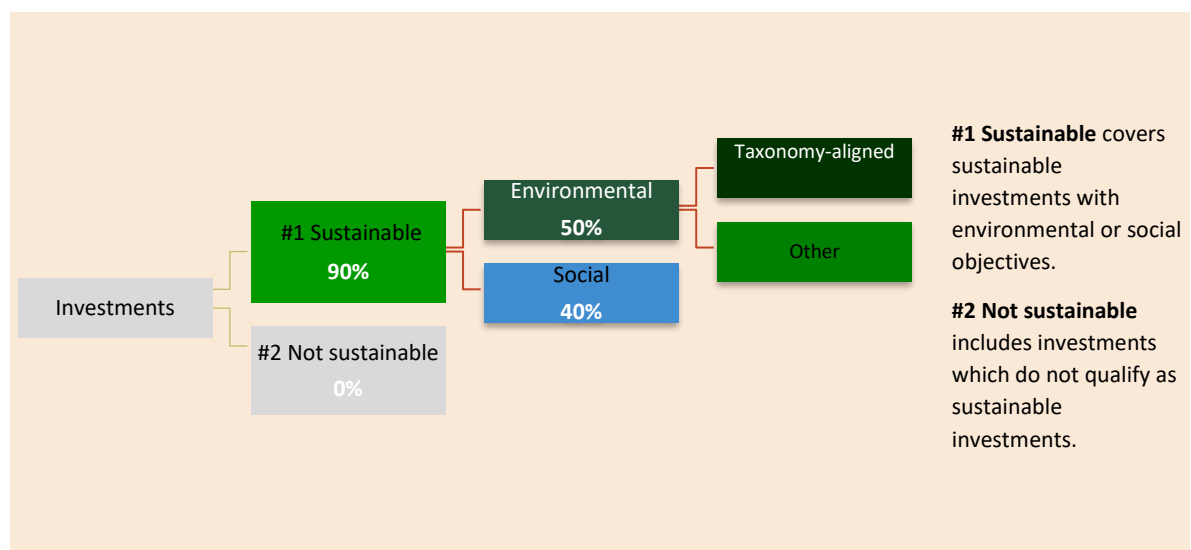 Investments
#1 Sustainable
90%
#2 Not sustainable
0%
Environmental
50%
Social
40%
Taxonomy-aligned
Other
#1 Sustainable covers
sustainable
investments with
environmental or social
objectives.
#2 Not sustainable
includes investments
which do not qualify as
sustainable
investments.